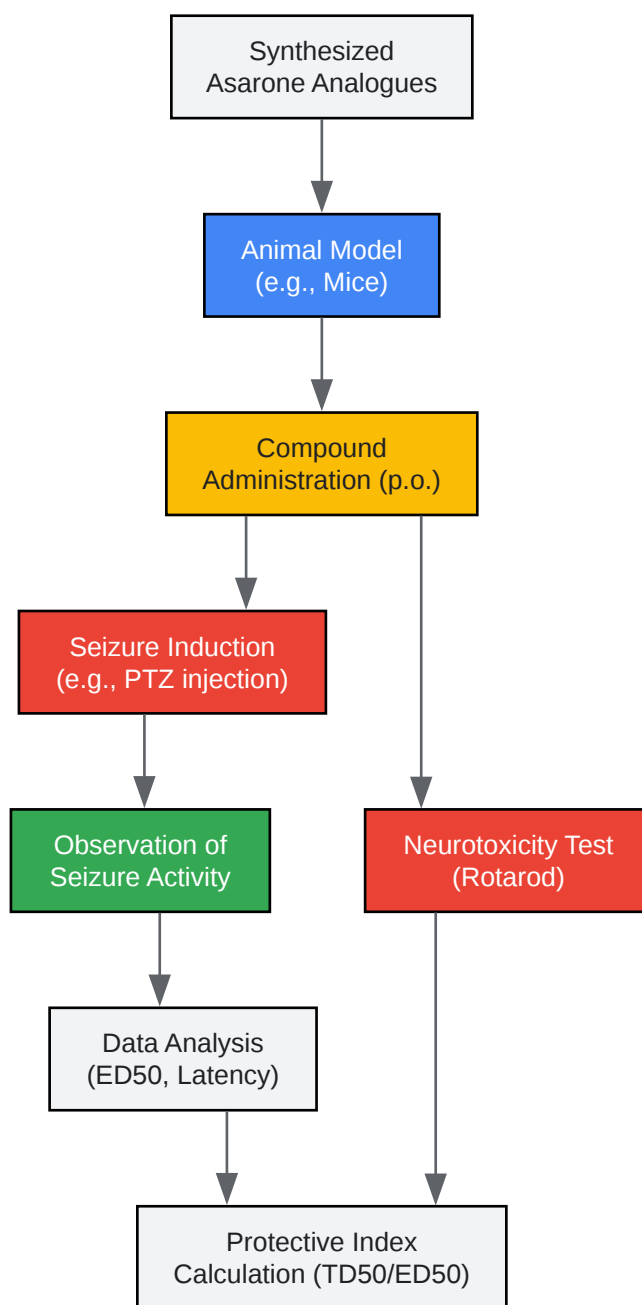 Synthesized
Asarone Analogues
Animal Model
(e.g., Mice)
Compound
Administration (p.o.)
Seizure Induction
(e.g., PTZ injection)
Observation of
Seizure Activity
Neurotoxicity Test
(Rotarod)
Data Analysis
(ED50, Latency)
Protective Index
Calculation (TD50/ED50)